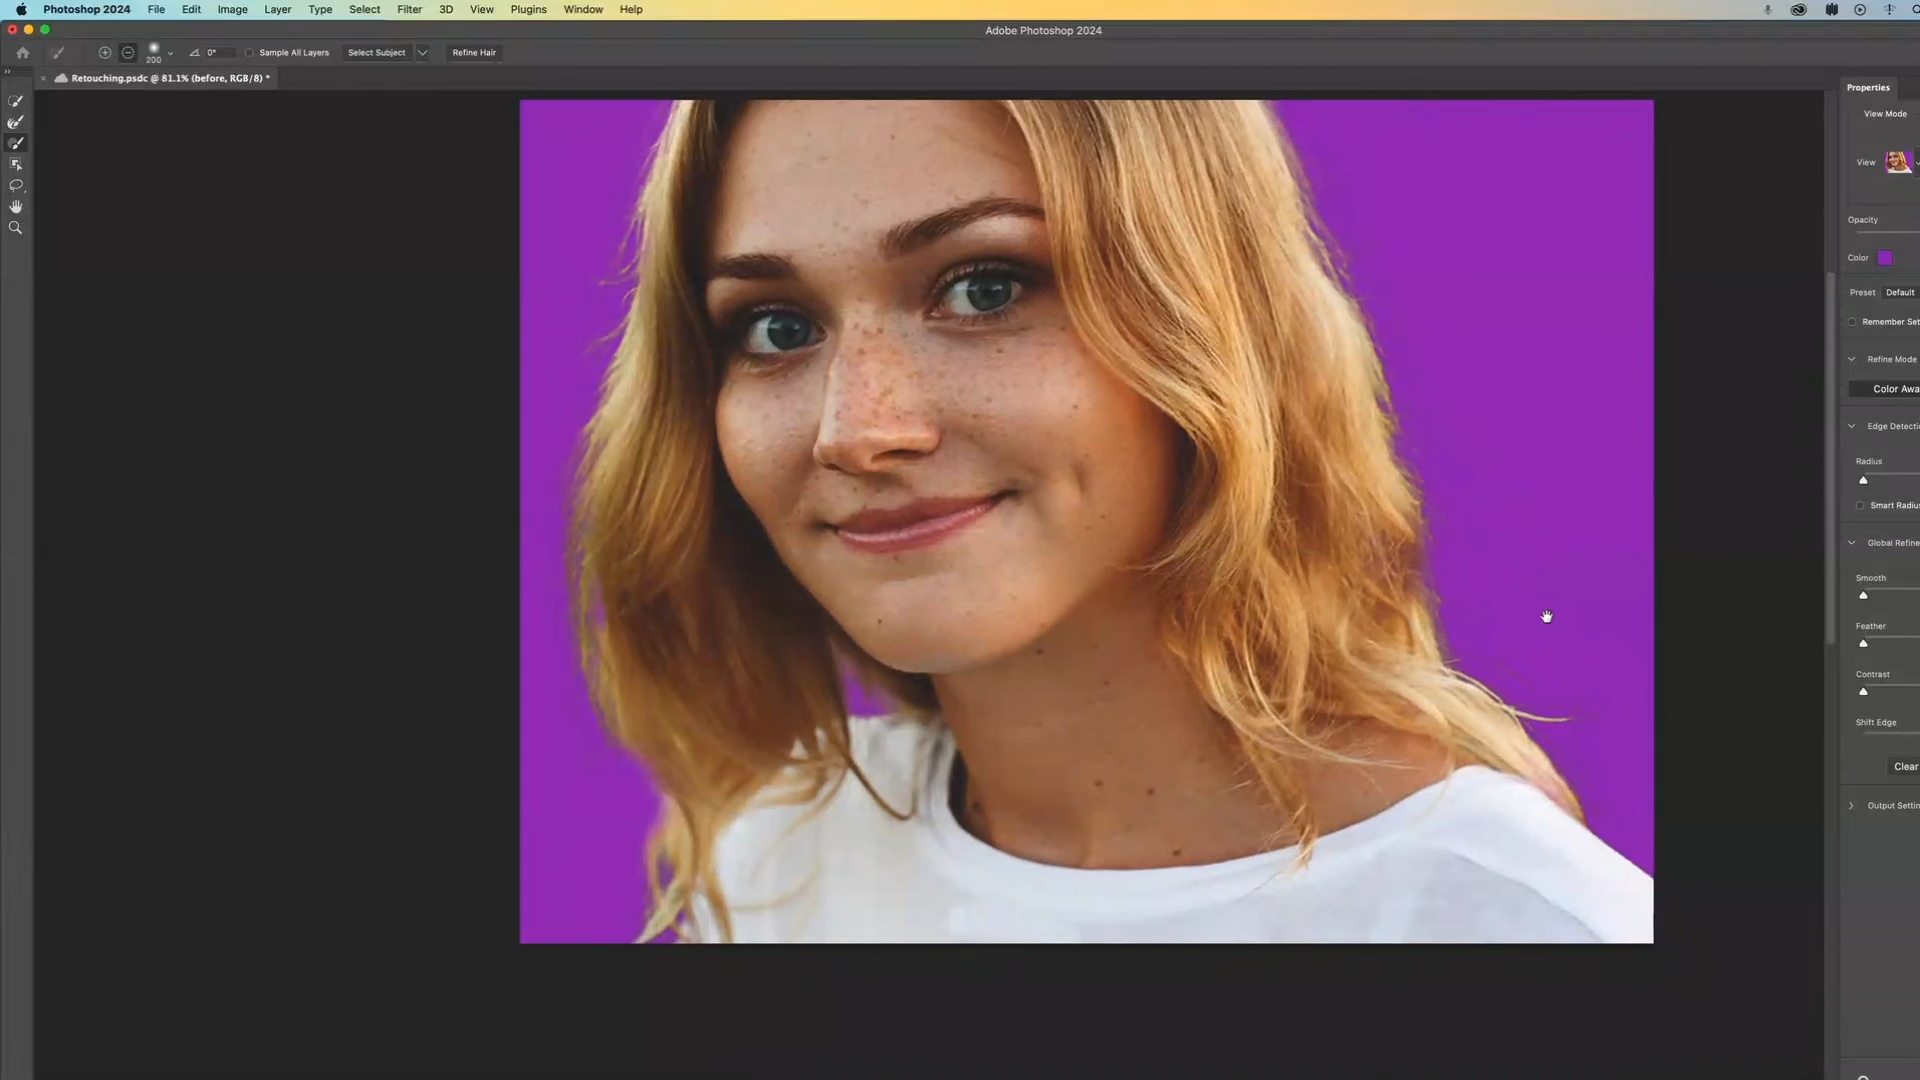 Photoshop 2024 File Edit Image Layer Type Select Filter 3D View Plugins Window Help
Adobe Photoshop 2024
200 0° Sample All Layers Select Subject Refine Hair
Retouching.psdc @ 81.1% (before, RGB/8) *
Properties
View Mode
View
Opacity
Color
Preset Default
Remember Set
Refine Mode
Color Awa
Edge Detectio
Radius
Smart Radius
Global Refine
Smooth
Feather
Contrast
Shift Edge
Clear
Output Settin